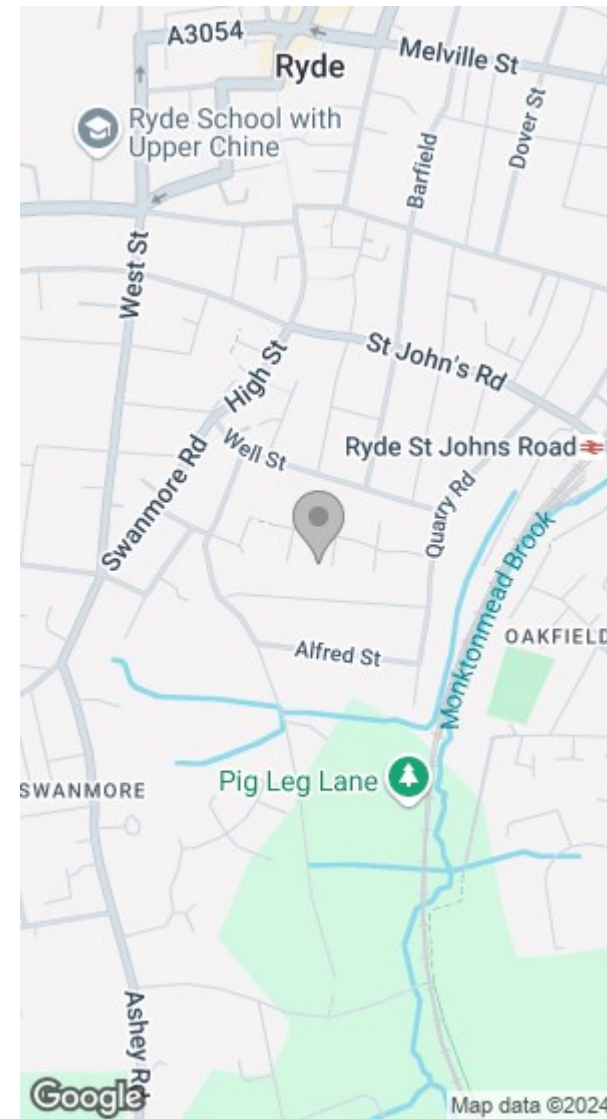 A3054
Melville St
Ryde
Ryde School with
Upper Chine
Dover St
Barfield
West St
High St
St John's Rd
Well St
Ryde St Johns Road
Swanmore Rd
Quarry Rd
Monktonmead Brook
OAKFIELD
Alfred St
Pig Leg Lane
SWANMORE
Ashey Rd
Google
Map data ©2024